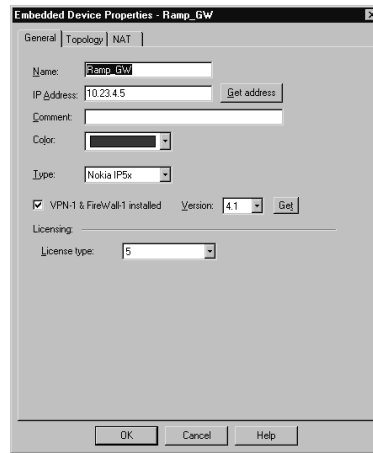 Embedded Device Properties - Ramp_GW
General Topology NAT
Name: Ramp_GW
IP Address: 10.23.4.5 Get address
Comment:
Color:
Type: Nokia IP5x
VPN-1 & FireWall-1 installed Version: 4.1 Get
Licensing:
License type: 5
OK Cancel Help